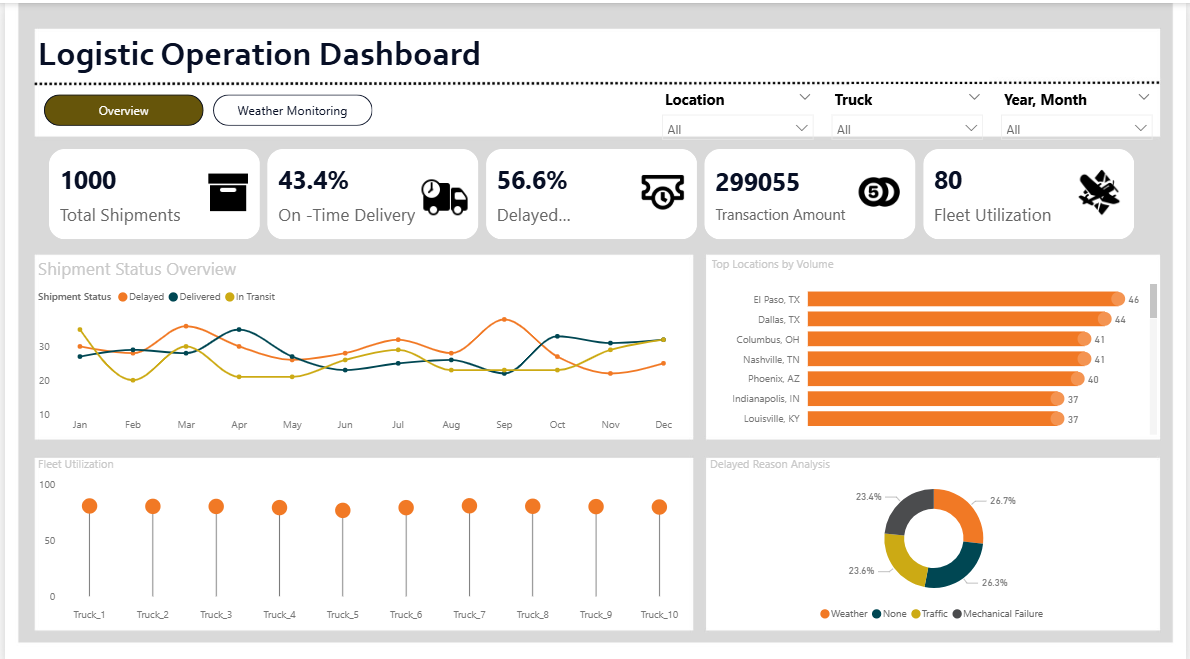 Logistic Operation Dashboard
Overview
Weather Monitoring
Location
Truck
Year, Month
All
All
All
1000
Total Shipments
43.4%
On -Time Delivery
56.6%
Delayed...
5
299055
Transaction Amount
80
Fleet Utilization
Shipment Status Overview
Shipment Status Delayed Delivered In Transit
30
20
10
Jan Feb Mar Apr May Jun Jul Aug Sep Oct Nov Dec
Top Locations by Volume
El Paso, TX 46
Dallas, TX 44
Columbus, OH 41
Nashville, TN 41
Phoenix, AZ 40
Indianapolis, IN 37
Louisville, KY 37
Fleet Utilization
100
50
0
Truck_1 Truck_2 Truck_3 Truck_4 Truck_5 Truck_6 Truck_7 Truck_8 Truck_9 Truck_10
Delayed Reason Analysis
23.4%
26.7%
23.6%
26.3%
Weather None Traffic Mechanical Failure